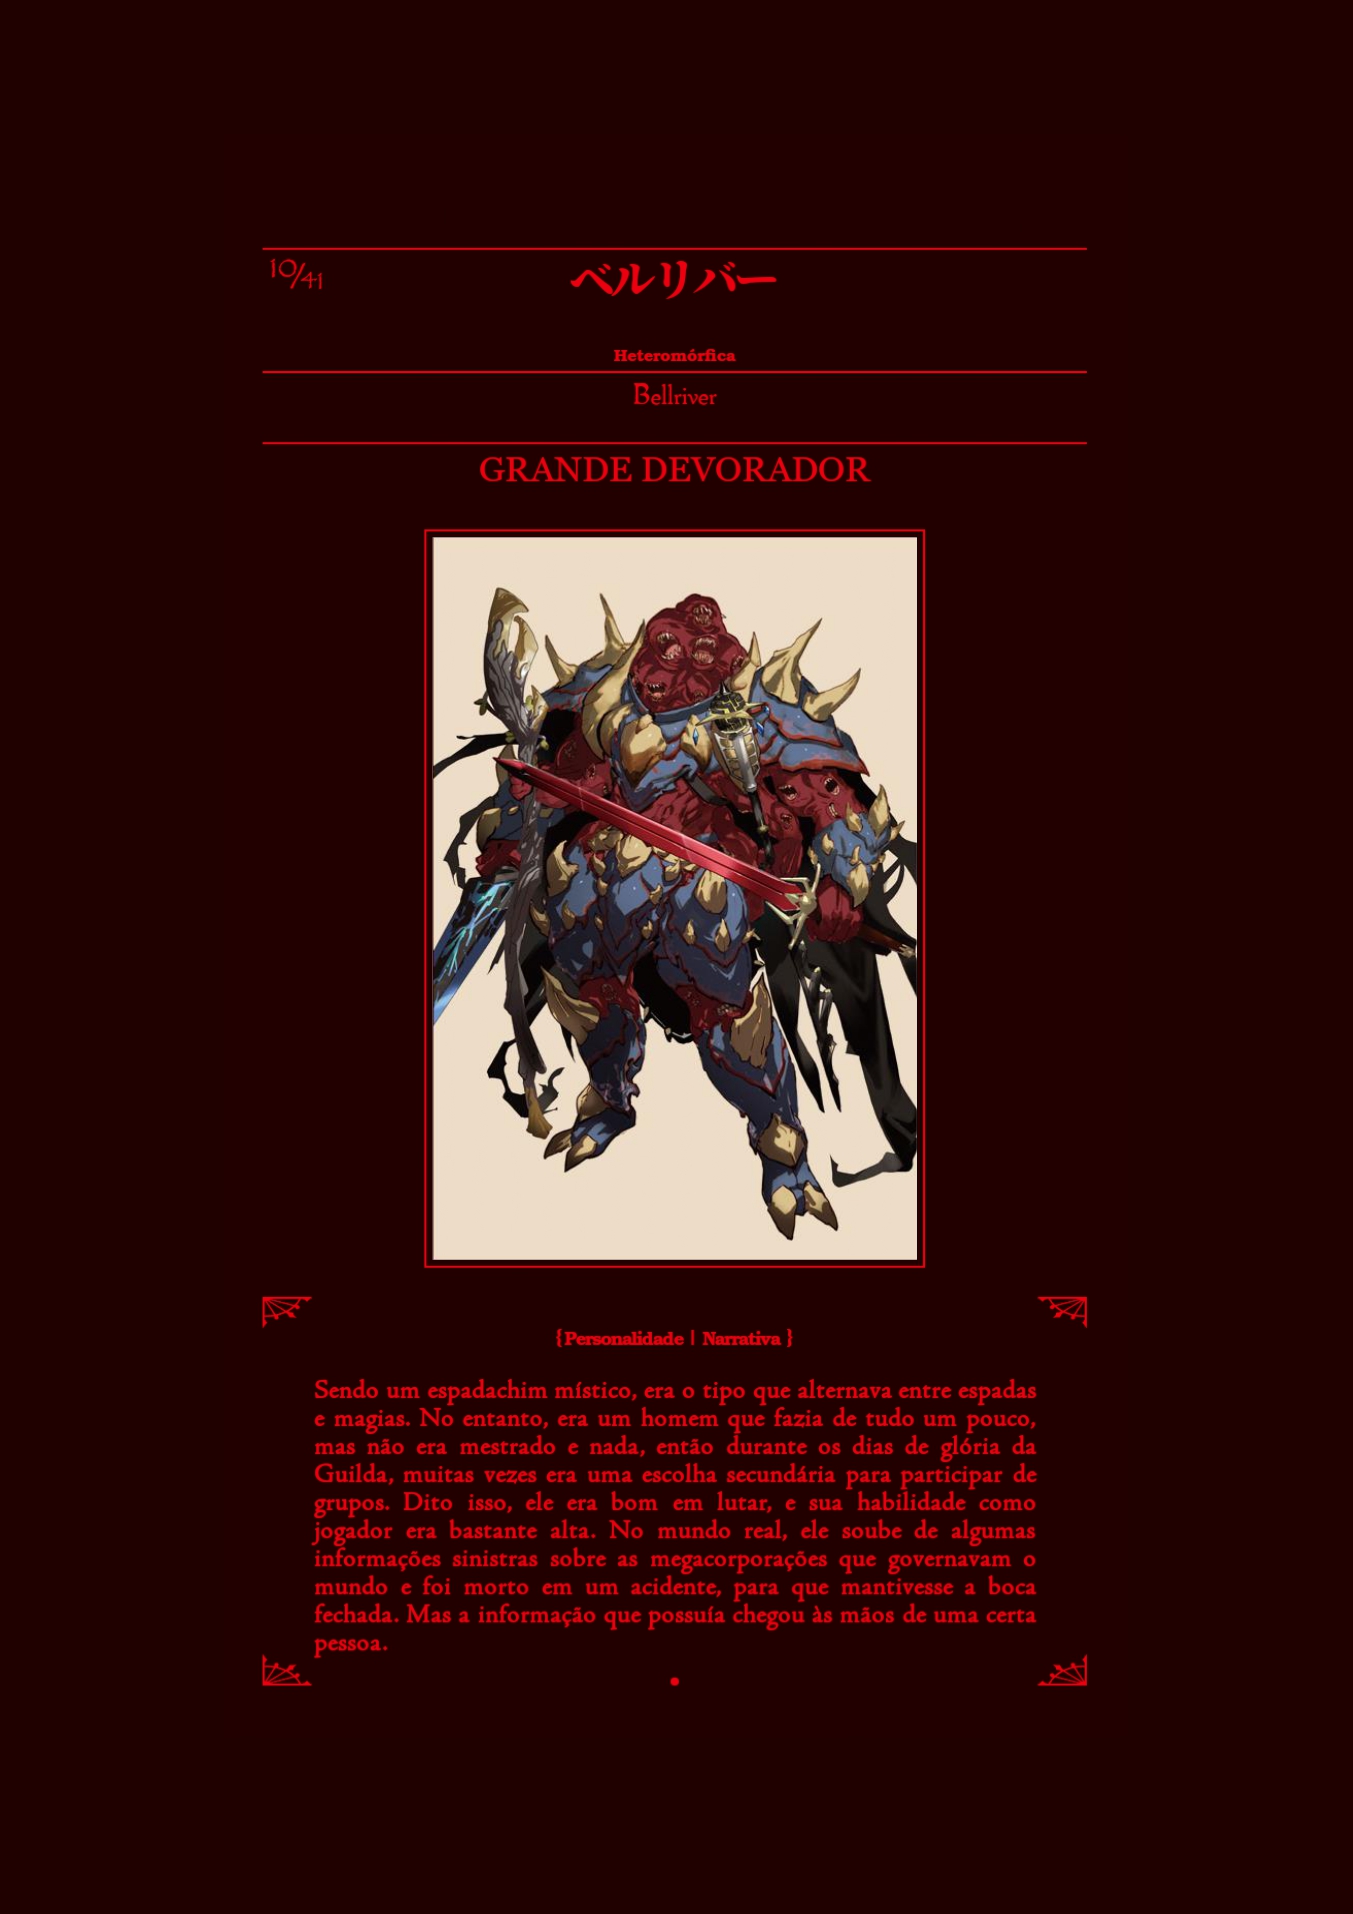 10/41
ベルリバー
Heteromórfica
Bellriver
GRANDE DEVORADOR
{Personalidade | Narrativa }
Sendo um espadachim místico, era o tipo que alternava entre espadas
e magias. No entanto, era um homem que fazia de tudo um pouco,
mas não era mestrado e nada, então durante os dias de glória da
Guilda, muitas vezes era uma escolha secundária para participar de
grupos. Dito isso, ele era bom em lutar, e sua habilidade como
jogador era bastante alta. No mundo real, ele soube de algumas
informações sinistras sobre as megacorporações que governavam o
mundo e foi morto em um acidente, para que mantivesse a boca
fechada. Mas a informação que possuía chegou às mãos de uma certa
pessoa.